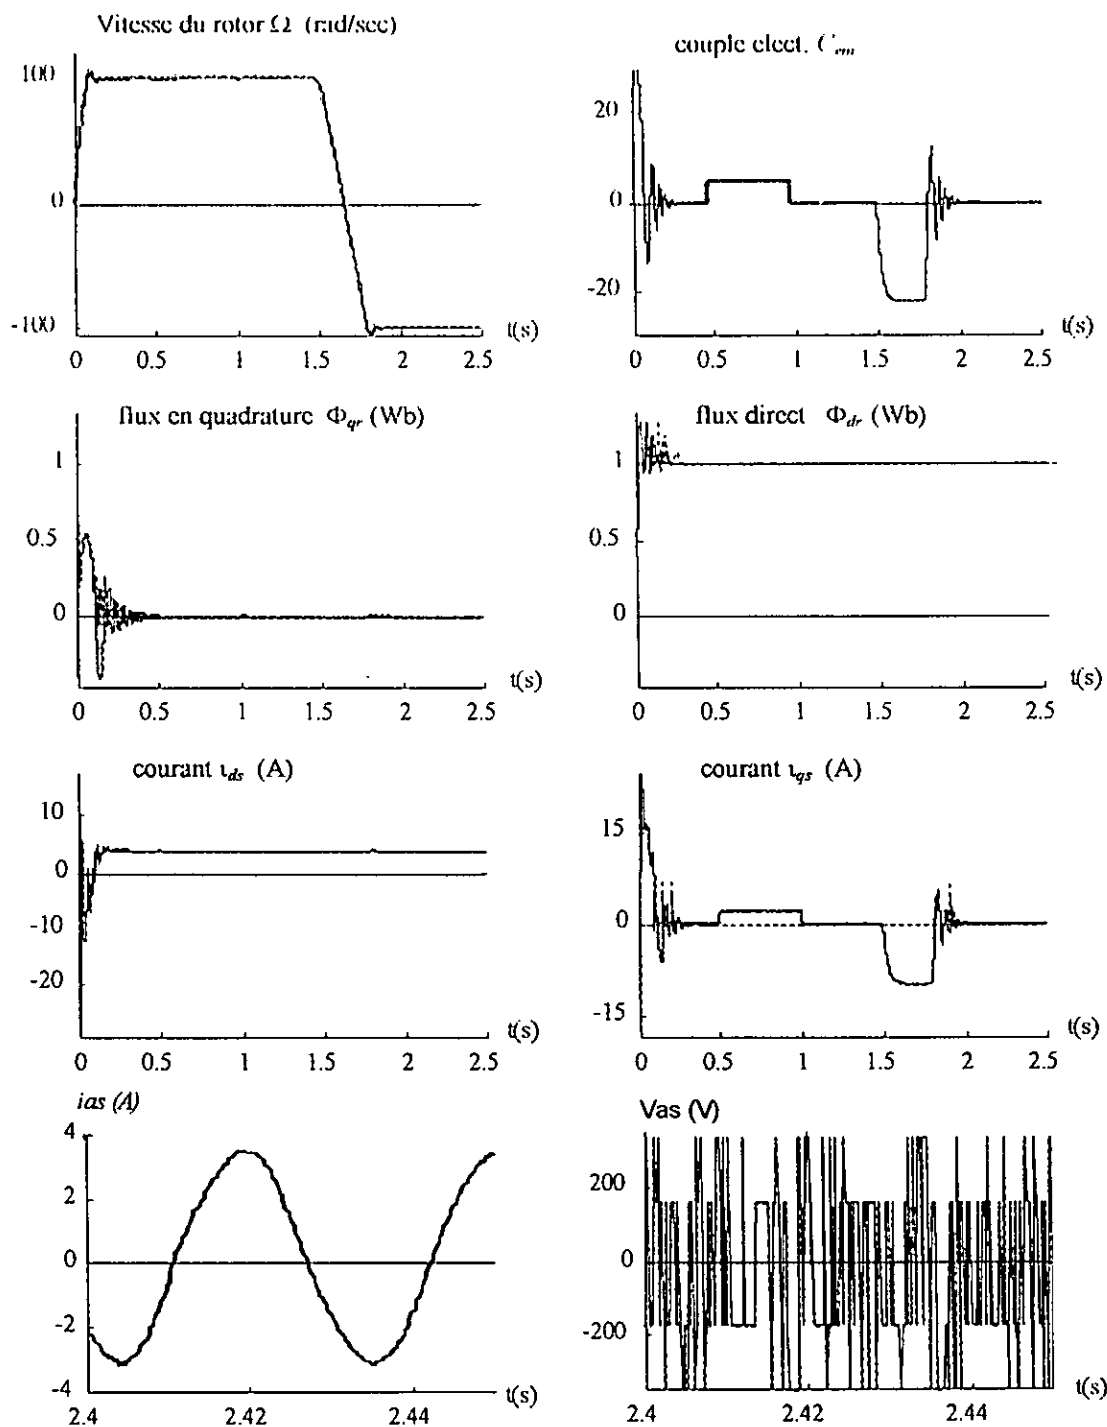 Vitesse du rotor Ω (rad/sec)
100
0
-100
0 0.5 1 1.5 2 2.5
t(s)
couple elect. C_em
20
0
-20
0 0.5 1 1.5 2 2.5
t(s)
flux en quadrature Φ_qr (Wb)
1
0.5
0
0 0.5 1 1.5 2 2.5
t(s)
flux direct Φ_dr (Wb)
1
0.5
0
0 0.5 1 1.5 2 2.5
t(s)
courant ι_ds (A)
10
0
-10
-20
0 0.5 1 1.5 2 2.5
t(s)
courant ι_qs (A)
15
0
-15
0 0.5 1 1.5 2 2.5
t(s)
ias (A)
4
2
0
-2
-4
2.4 2.42 2.44
t(s)
Vas (V)
200
0
-200
2.4 2.42 2.44
t(s)